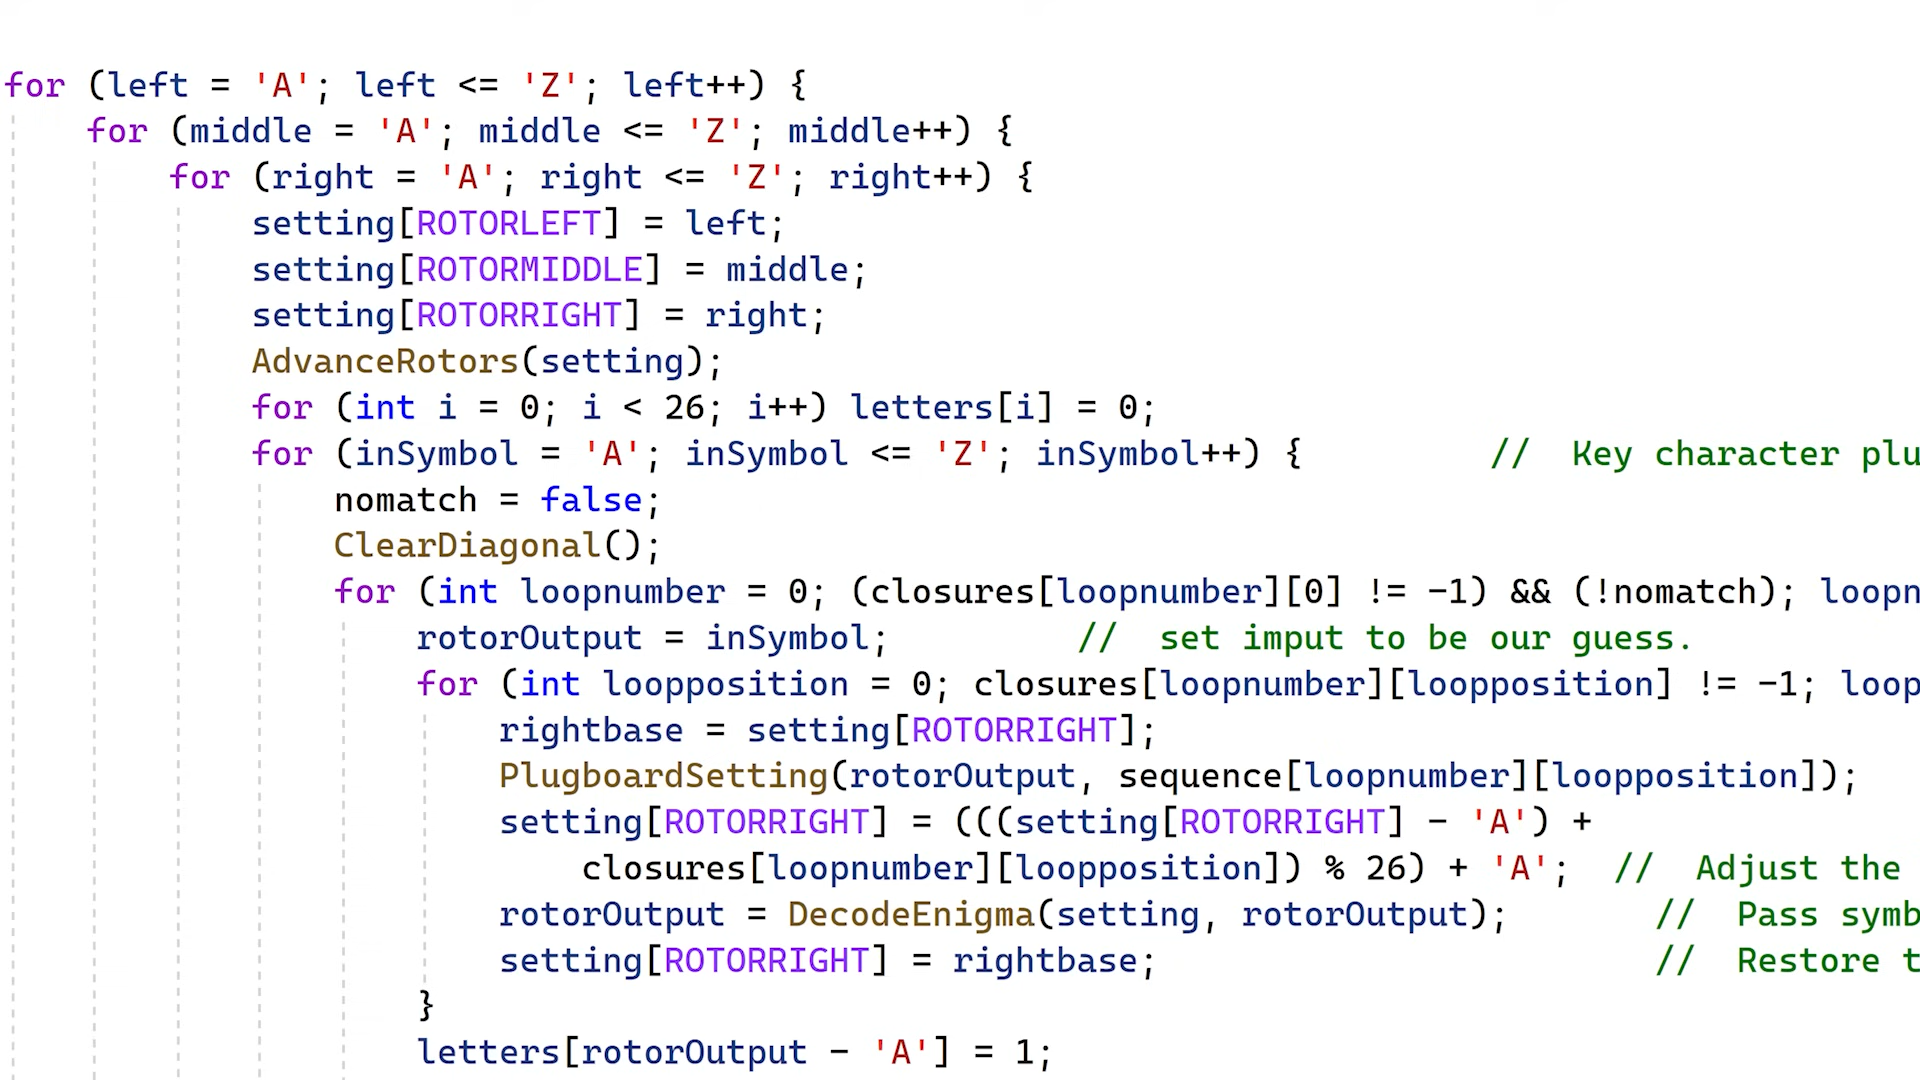 for (left = 'A'; left <= 'Z'; left++) {
for (middle = 'A'; middle <= 'Z'; middle++) {
for (right = 'A'; right <= 'Z'; right++) {
setting[ROTORLEFT] = left;
setting[ROTORMIDDLE] = middle;
setting[ROTORRIGHT] = right;
AdvanceRotors(setting);
for (int i = 0; i < 26; i++) letters[i] = 0;
for (inSymbol = 'A'; inSymbol <= 'Z'; inSymbol++) { // Key character plu
nomatch = false;
ClearDiagonal();
for (int loopnumber = 0; (closures[loopnumber][0] != -1) && (!nomatch); loopn
rotorOutput = inSymbol; // set imput to be our guess.
for (int loopposition = 0; closures[loopnumber][loopposition] != -1; loop
rightbase = setting[ROTORRIGHT];
PlugboardSetting(rotorOutput, sequence[loopnumber][loopposition]);
setting[ROTORRIGHT] = (((setting[ROTORRIGHT] - 'A') +
closures[loopnumber][loopposition]) % 26) + 'A'; // Adjust the
rotorOutput = DecodeEnigma(setting, rotorOutput); // Pass symb
setting[ROTORRIGHT] = rightbase; // Restore t
}
letters[rotorOutput - 'A'] = 1;